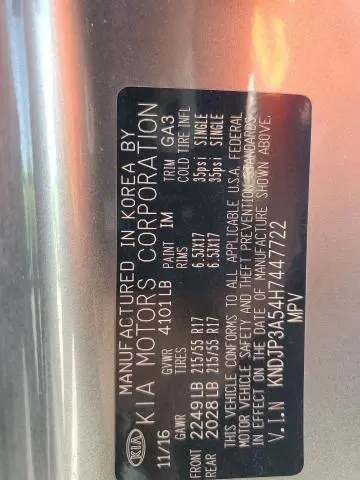 MANUFACTURED IN KOREA BY
KIA KIA MOTORS CORPORATION
11/16 GVWR 4101LB PAINT IM TRIM GA3
GAWR TIRES RIMS COLD TIRE INFL
FRONT 2249LB 215/55 R17 6.5JX17 35psi SINGLE
REAR 2028LB 215/55 R17 6.5JX17 35psi SINGLE
THIS VEHICLE CONFORMS TO ALL APPLICABLE U.S.A. FEDERAL
MOTOR VEHICLE SAFETY AND THEFT PREVENTION STANDARDS
IN EFFECT ON THE DATE OF MANUFACTURE SHOWN ABOVE.
V.I.N KNDJP3A54H7447722
MPV